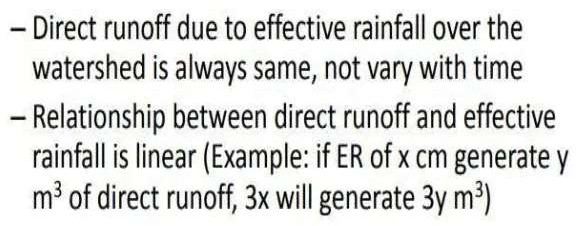 – Direct runoff due to effective rainfall over the
watershed is always same, not vary with time
– Relationship between direct runoff and effective
rainfall is linear (Example: if ER of x cm generate y
m³ of direct runoff, 3x will generate 3y m³)